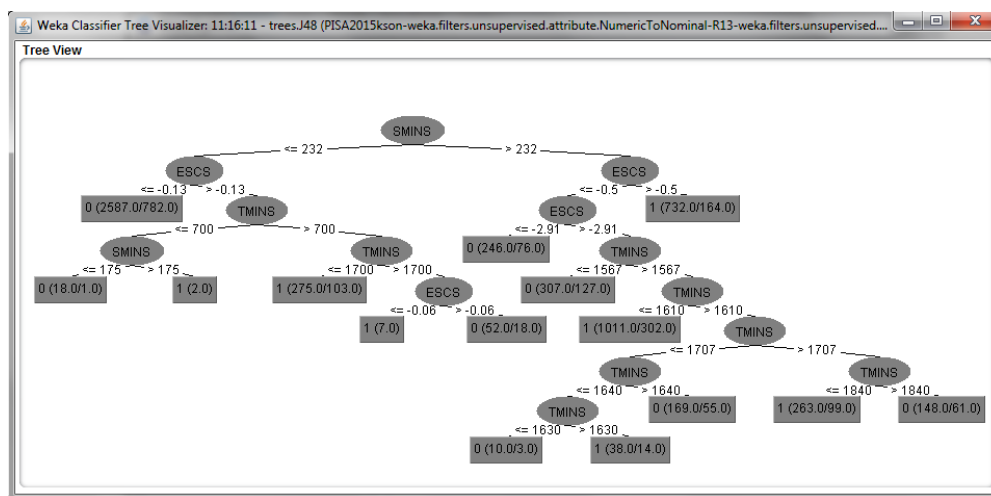 Weka Classifier Tree Visualizer: 11:16:11 - trees.J48 (PISA2015kson-weka.filters.unsupervised.attribute.NumericToNominal-R13-weka.filters.unsupervised....
Tree View
SMINS
<= 232 > 232
ESCS ESCS
<= -0.13 > -0.13 <= -0.5 > -0.5
0 (2587.0/782.0) TMINS ESCS 1 (732.0/164.0)
<= 700 > 700 <= -2.91 > -2.91
SMINS TMINS 0 (246.0/76.0) TMINS
<= 175 > 175 <= 1700 > 1700 <= 1567 > 1567
0 (18.0/1.0) 1 (2.0) 1 (275.0/103.0) ESCS 0 (307.0/127.0) TMINS
<= -0.06 > -0.06 <= 1610 > 1610
1 (7.0) 0 (52.0/18.0) 1 (1011.0/302.0) TMINS
<= 1707 > 1707
TMINS TMINS
<= 1640 > 1640 <= 1840 > 1840
TMINS 0 (169.0/55.0) 1 (263.0/99.0) 0 (148.0/61.0)
<= 1630 > 1630
0 (10.0/3.0) 1 (38.0/14.0)